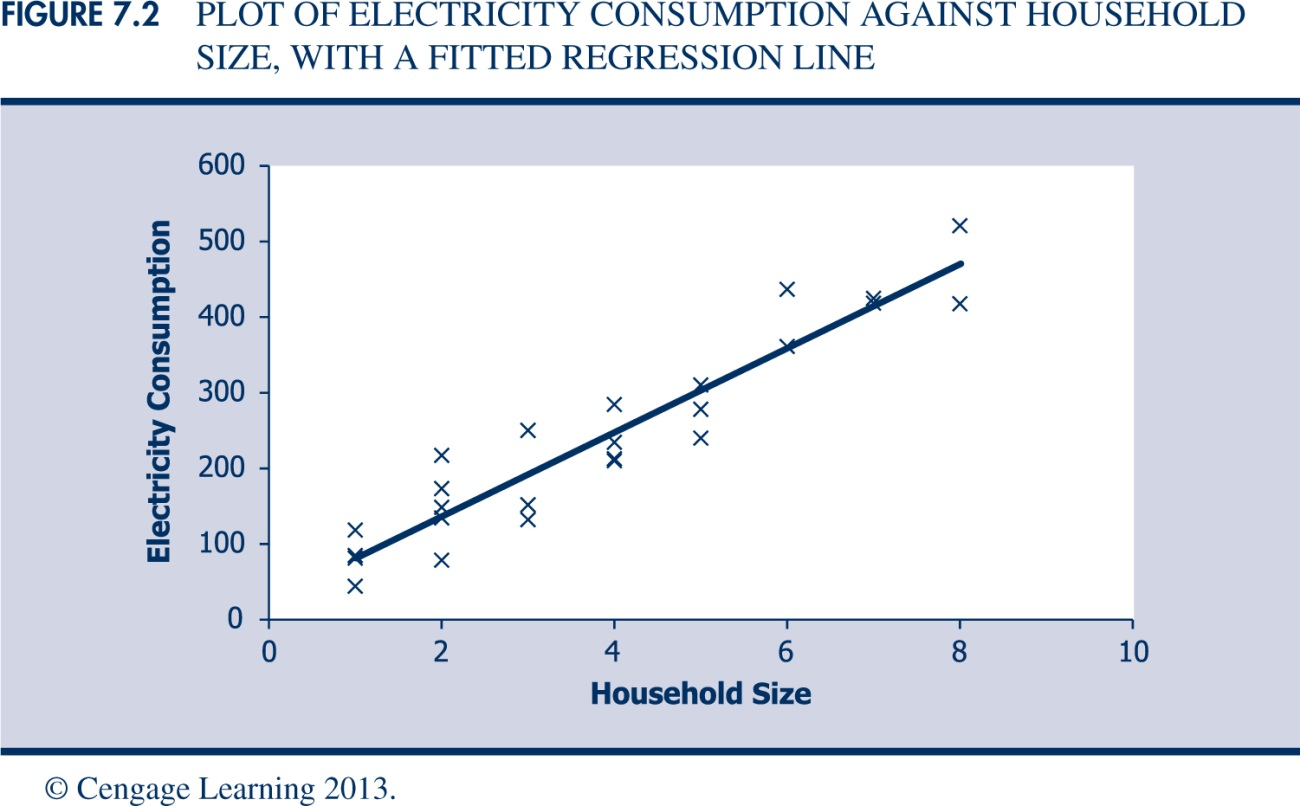 FIGURE 7.2 PLOT OF ELECTRICITY CONSUMPTION AGAINST HOUSEHOLD
SIZE, WITH A FITTED REGRESSION LINE
600
500
400
300
200
100
0
Electricity Consumption
0 2 4 6 8 10
Household Size
© Cengage Learning 2013.